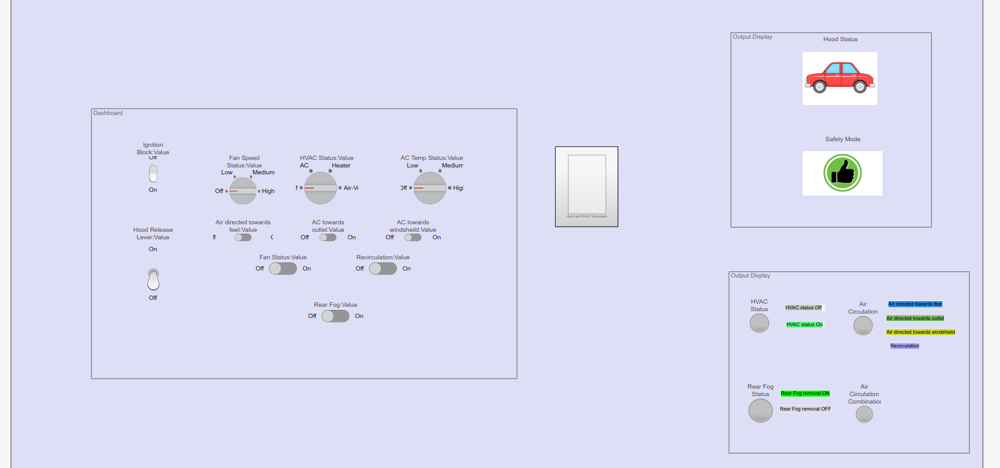 Output Display
Hood Status
Safety Mode
Dashboard
Ignition
Block:Value
Off
On
Fan Speed
Status:Value
Low Medium
Off High
HVAC Status:Value
AC Heater
AC Temp Status:Value
Low Medium
Hood Release
Lever:Value
On
Off
Air directed towards
feet:Value
AC towards
outlet:Value
Off On
AC towards
windsheild:Value
Off On
Fan Status:Value
Off On
Recirculation:Value
Off On
Rear Fog:Value
Off On
Hood and HVAC Subsystem
Output Display
HVAC
Status
HVAC status Off
HVAC status On
Air
Circulation
Air directed towards feet
Air directed towards outlet
Air directed towards windshield
Recirculation
Rear Fog
Status
Rear Fog removal ON
Rear Fog removal OFF
Air
Circulation
Combination